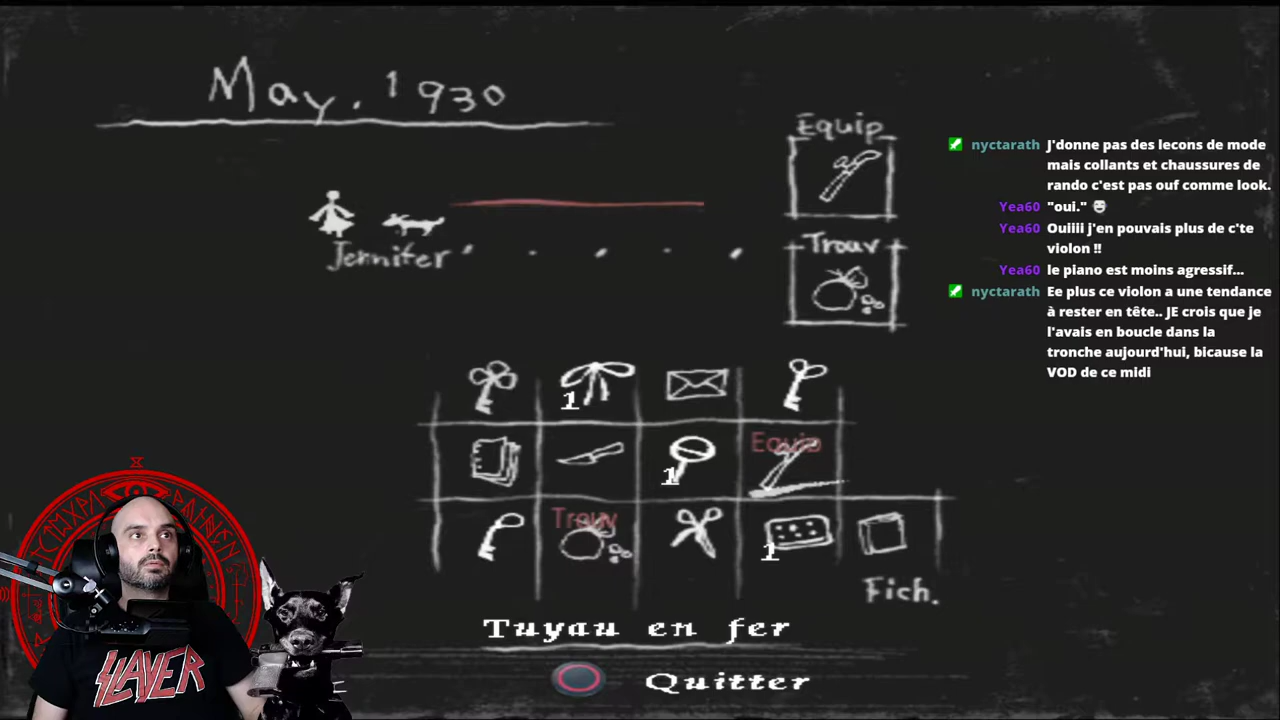 May. 1930
Equip
Jennifer
Trouv
1
Equip
1
Trouv
1
Fich.
Tuyau en fer
Quitter
nyctarath J'donne pas des lecons de mode
mais collants et chaussures de
rando c'est pas ouf comme look.
Yea60 "oui."
Yea60 Ouiiii j'en pouvais plus de c'te
violon !!
Yea60 le piano est moins agressif...
nyctarath Ee plus ce violon a une tendance
à rester en tête.. JE crois que je
l'avais en boucle dans la
tronche aujourd'hui, bicause la
VOD de ce midi
SLAYER